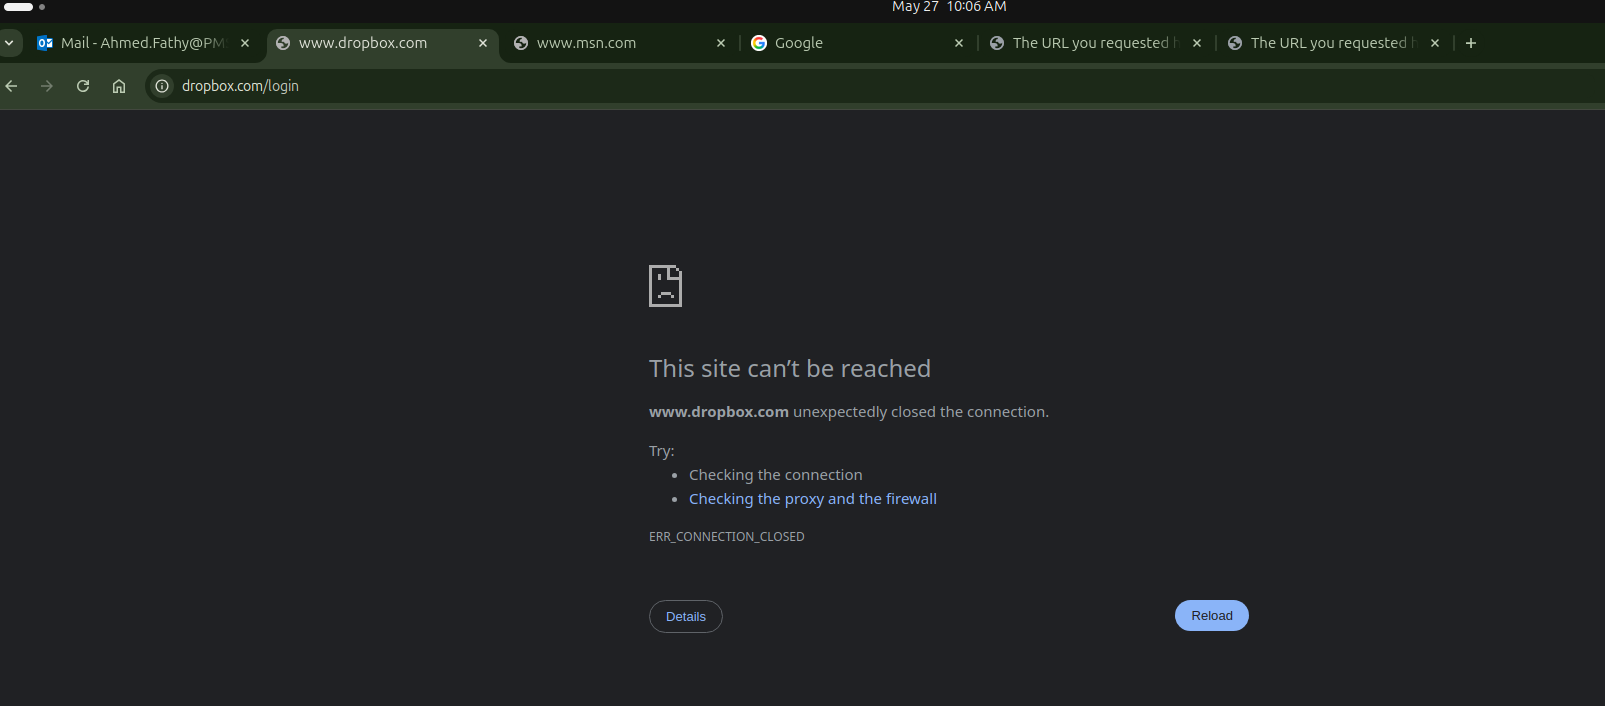 May 27 10:06 AM
Mail - Ahmed.Fathy@PM
www.dropbox.com
www.msn.com
Google
The URL you requested
The URL you requested
dropbox.com/login
This site can’t be reached
www.dropbox.com unexpectedly closed the connection.
Try:
• Checking the connection
• Checking the proxy and the firewall
ERR_CONNECTION_CLOSED
Details
Reload